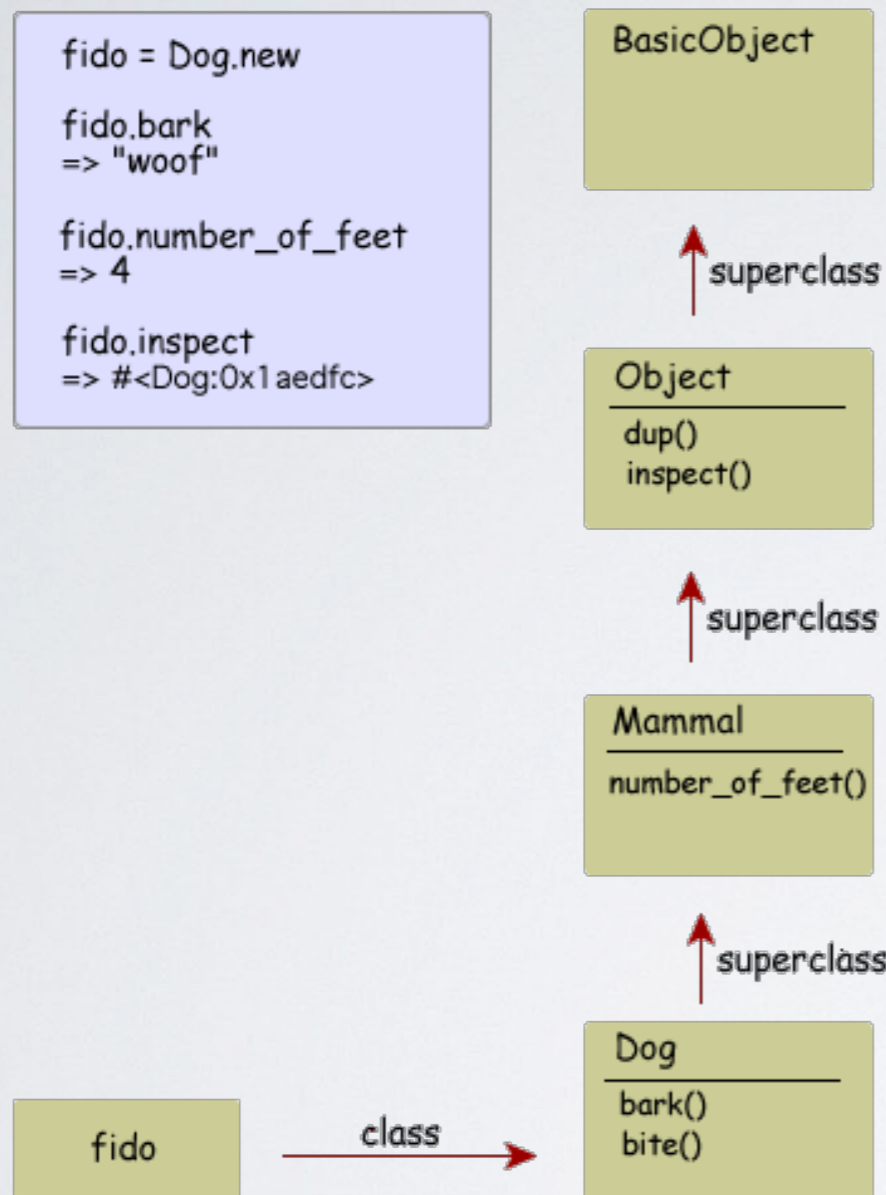 fido = Dog.new
fido.bark
=> "woof"
fido.number_of_feet
=> 4
fido.inspect
=> #<Dog:0x1aedfc>
BasicObject
superclass
Object
dup()
inspect()
superclass
Mammal
number_of_feet()
superclass
Dog
bark()
bite()
fido
class